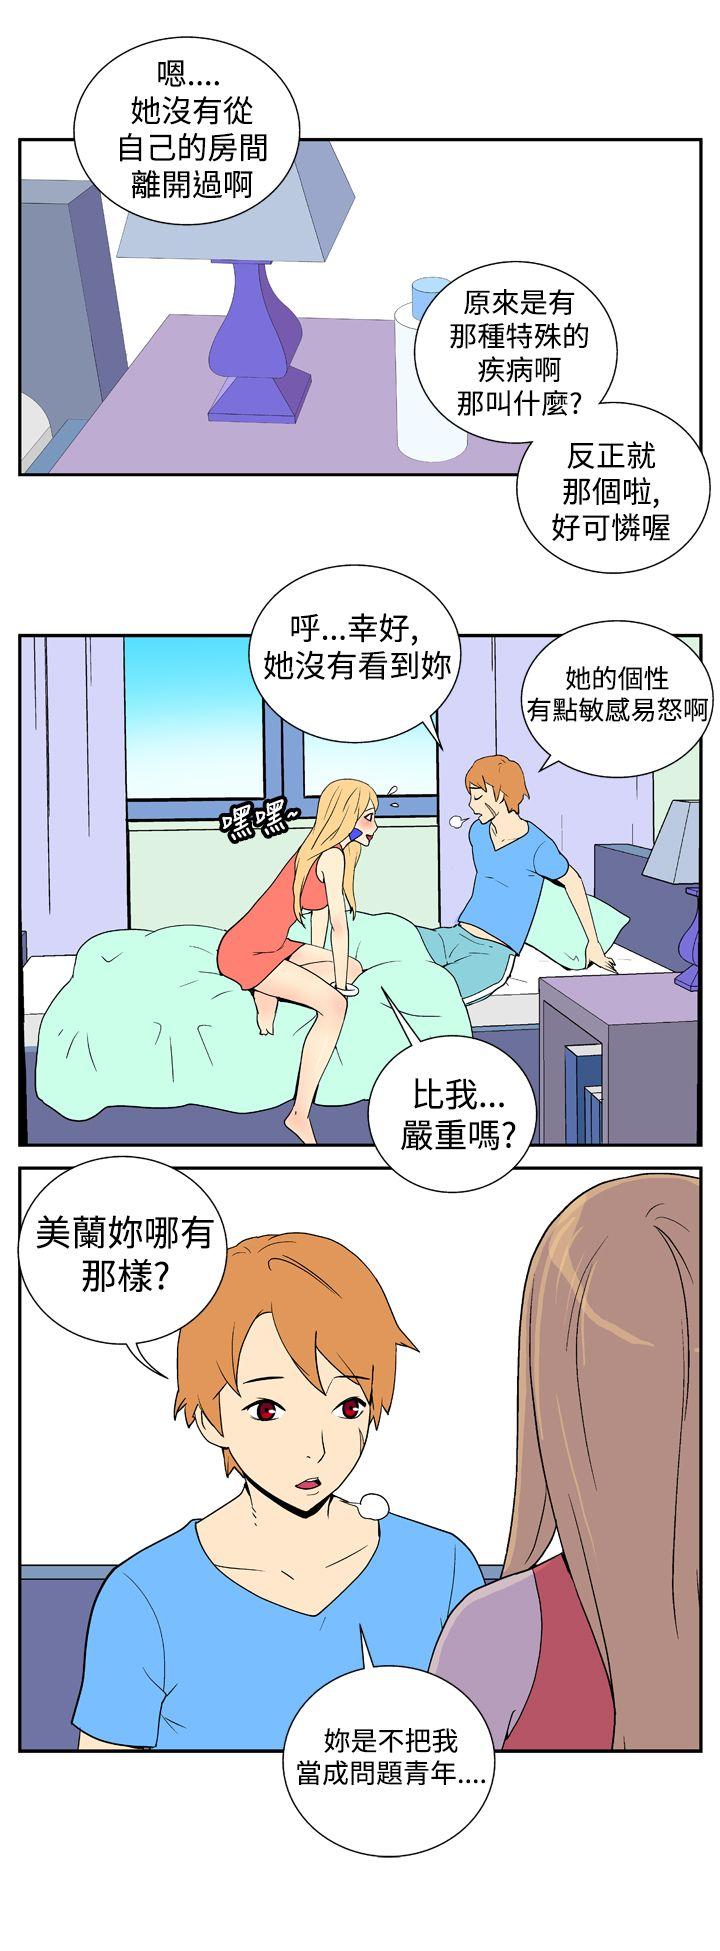 嗯....
她沒有從
自己的房間
離開過啊
原來是有
那種特殊的
疾病啊
那叫什麼?
反正就
那個啦,
好可憐喔
呼...幸好,
她沒有看到妳
她的個性
有點敏感易怒啊
嘿嘿~
比我...
嚴重嗎?
美蘭妳哪有
那樣?
妳是不把我
當成問題青年....